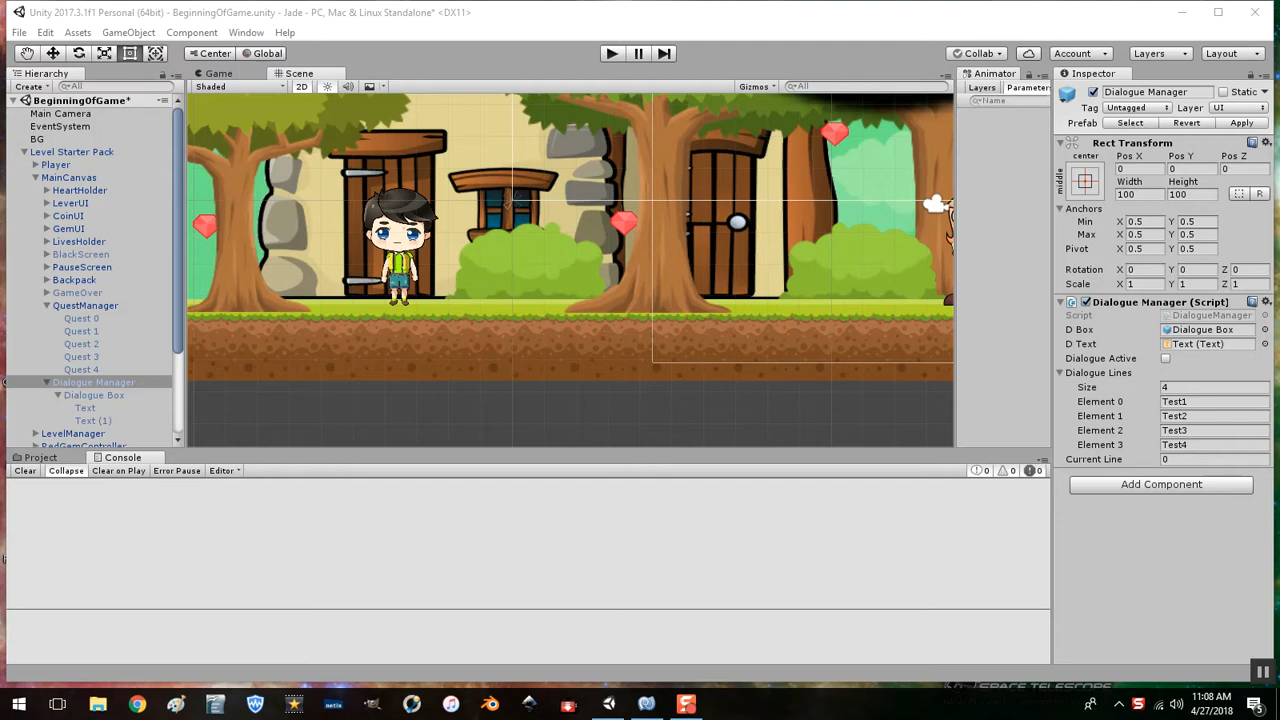 Unity 2017.3.1f1 Personal (64bit) - BeginningOfGame.unity - Jade - PC, Mac & Linux Standalone* <DX11>
File Edit Assets GameObject Component Window Help
Center Global Collab Account Layers Layout
Hierarchy
Create All
BeginningOfGame*
Main Camera
EventSystem
BG
Level Starter Pack
Player
MainCanvas
HeartHolder
LeverUI
CoinUI
GemUI
LivesHolder
BlackScreen
PauseScreen
Backpack
GameOver
QuestManager
Quest 0
Quest 1
Quest 2
Quest 3
Quest 4
Dialogue Manager
Dialogue Box
Text
Text (1)
LevelManager
RedGemController
Game Scene
Shaded 2D Gizmos All
Animator
Layers Parameters
Name
Inspector
Dialogue Manager Static
Tag Untagged Layer UI
Prefab Select Revert Apply
Rect Transform
center Pos X Pos Y Pos Z
middle 0 0 0
Width Height
100 100 R
Anchors
Min X 0.5 Y 0.5
Max X 0.5 Y 0.5
Pivot X 0.5 Y 0.5
Rotation X 0 Y 0 Z 0
Scale X 1 Y 1 Z 1
Dialogue Manager (Script)
Script DialogueManager
D Box Dialogue Box
D Text Text (Text)
Dialogue Active
Dialogue Lines
Size 4
Element 0 Test1
Element 1 Test2
Element 2 Test3
Element 3 Test4
Current Line 0
Add Component
Project Console
Clear Collapse Clear on Play Error Pause Editor 0 0 0
SPACE TELESCOPE
11:08 AM
4/27/2018